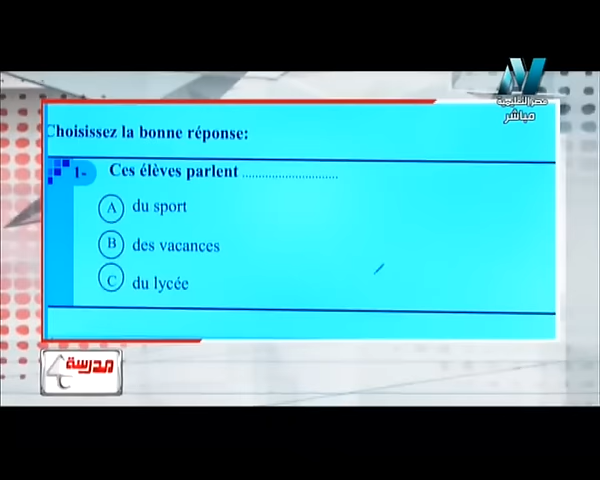 مصر التعليمية
مباشر
Choisissez la bonne réponse:
1- Ces élèves parlent ..............................
A du sport
B des vacances
C du lycée
مدرسة